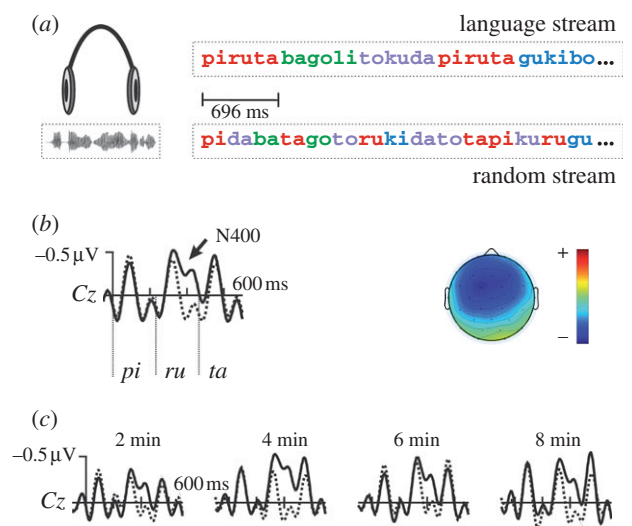 (a)
language stream
pirutabagolitokudapirutagukibo...
696 ms
pidabatagotorukidatotapikurugu...
random stream
(b)
N400
−0.5 µV
600 ms
Cz
pi ru ta
+
−
(c)
2 min 4 min 6 min 8 min
−0.5 µV
600 ms
Cz